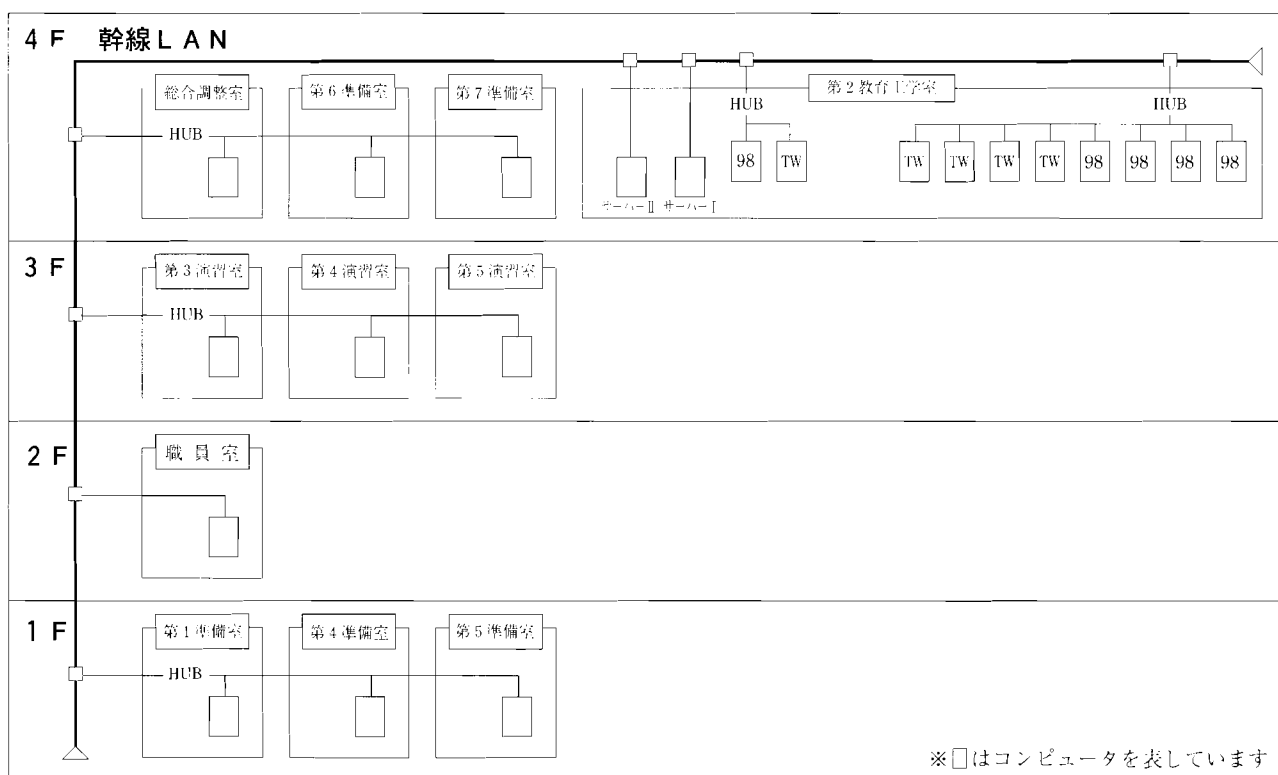 4F 幹線LAN
総合調整室 第6準備室 第7準備室 第2教育工学室
HUB HUB HUB
98 TW TW TW TW TW 98 98 98 98
サーバーⅡ サーバーⅠ
3F
第3演習室 第4演習室 第5演習室
HUB
2F
職員室
1F
第1準備室 第4準備室 第5準備室
HUB
※□はコンピュータを表しています